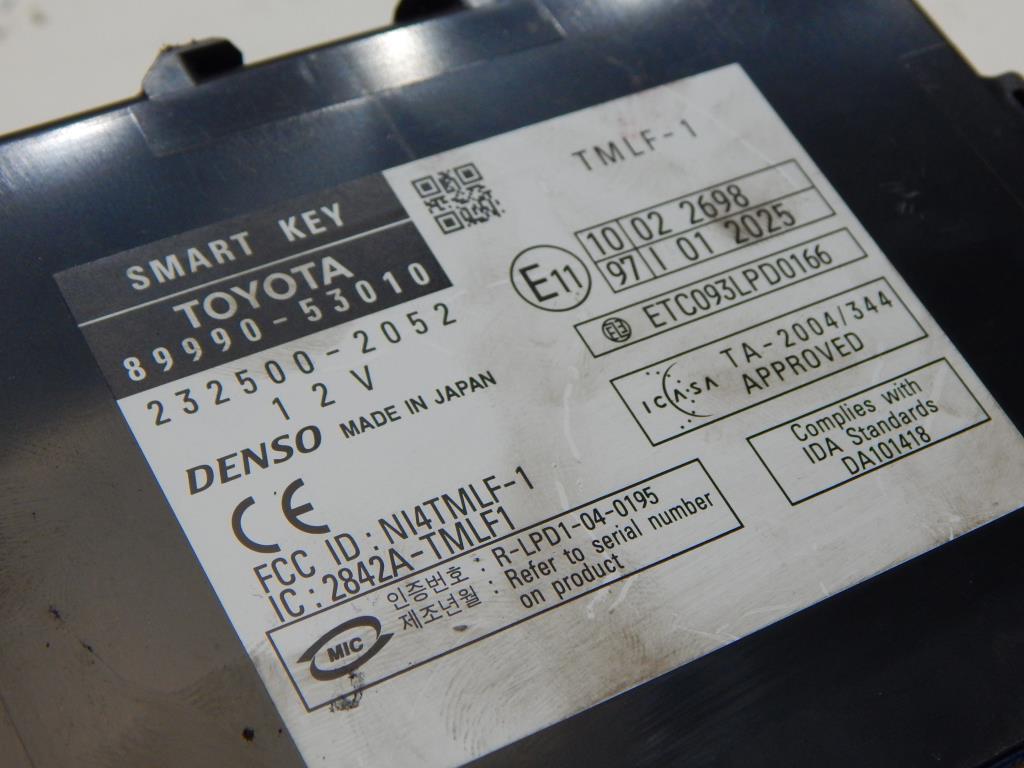 TMLF-1
SMART KEY
TOYOTA
89990-53010
232500-2052
12V
DENSO MADE IN JAPAN
CE
FCC ID : NI4TMLF-1
IC : 2842A-TMLF1
MIC
인증번호 : R-LPD1-04-0195
제조년월 : Refer to serial number
on product
E11
10 02 2698
97 I 01 2025
ETC093LPD0166
ICASA
TA-2004/344
APPROVED
Complies with
IDA Standards
DA101418